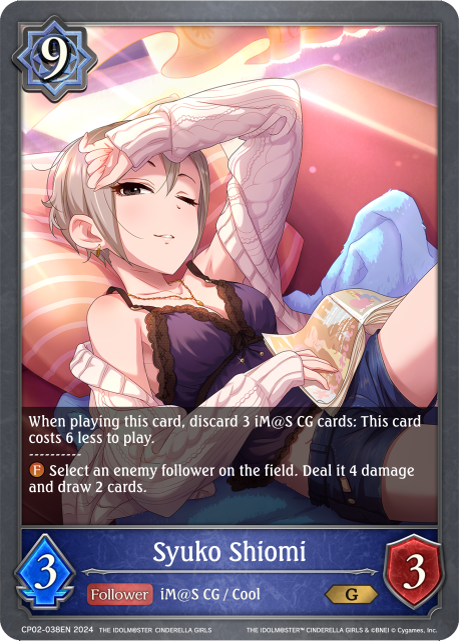 9
When playing this card, discard 3 iM@S CG cards: This card
costs 6 less to play.
----------
F Select an enemy follower on the field. Deal it 4 damage
and draw 2 cards.
Syuko Shiomi
3
Follower iM@S CG / Cool
G
3
CP02-038EN 2024 THE IDOLM@STER CINDERELLA GIRLS THE IDOLM@STER™ CINDERELLA GIRLS & ©BNEI © Cygames, Inc.